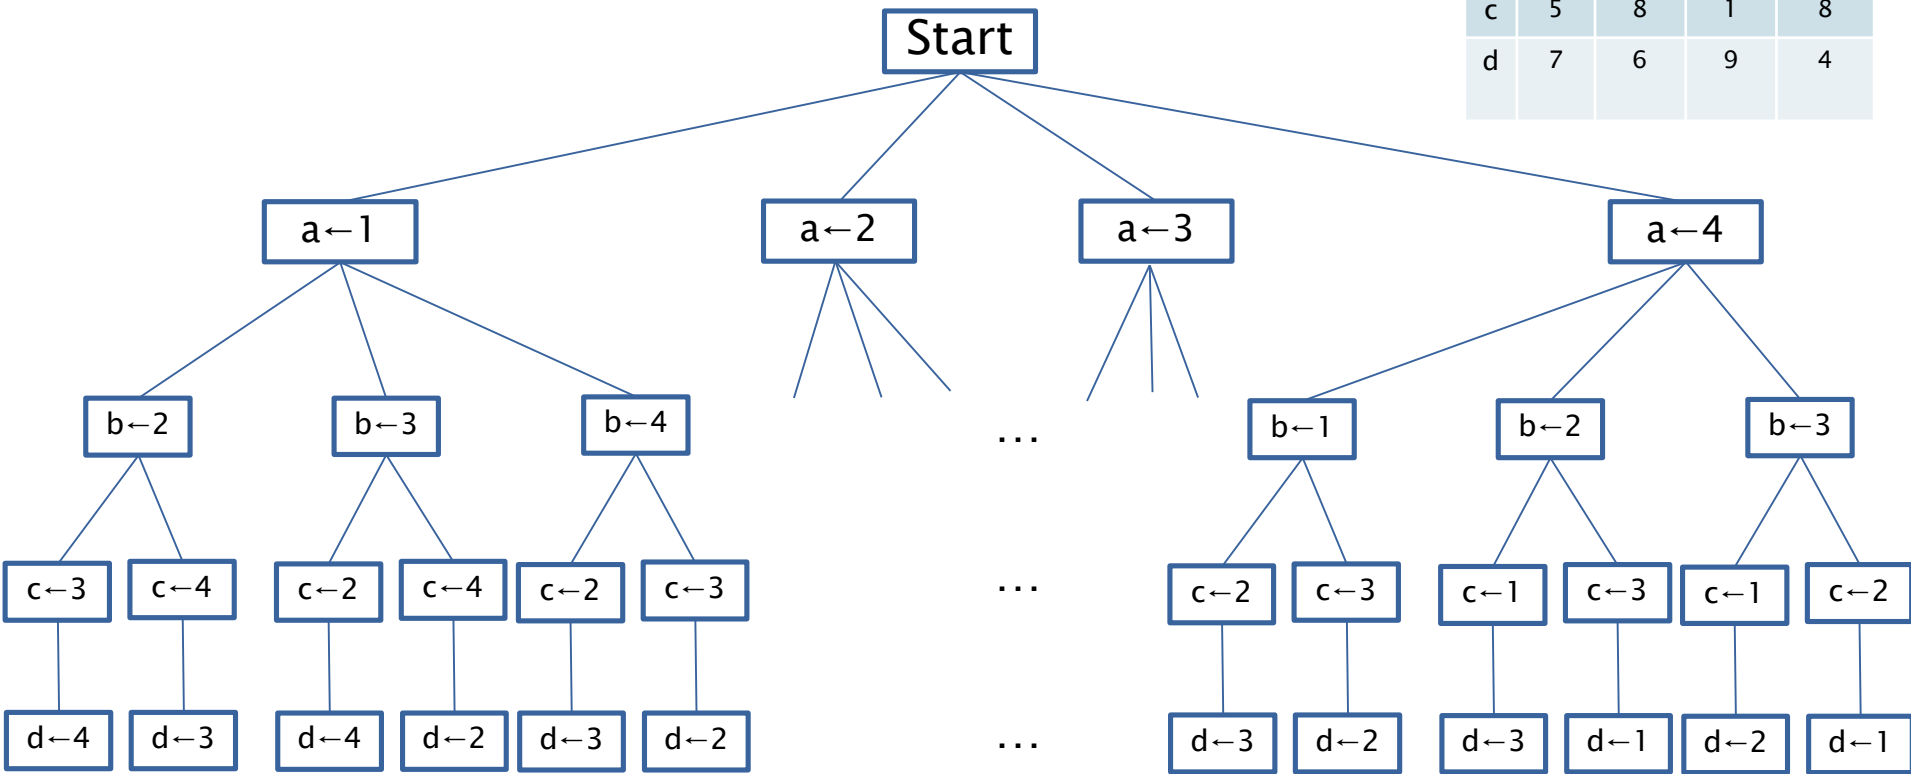 c 5 8 1 8
Start
d 7 6 9 4
a←1 a←2 a←3 a←4
b←2 b←3 b←4 ... b←1 b←2 b←3
c←3 c←4 c←2 c←4 c←2 c←3 ... c←2 c←3 c←1 c←3 c←1 c←2
d←4 d←3 d←4 d←2 d←3 d←2 ... d←3 d←2 d←3 d←1 d←2 d←1